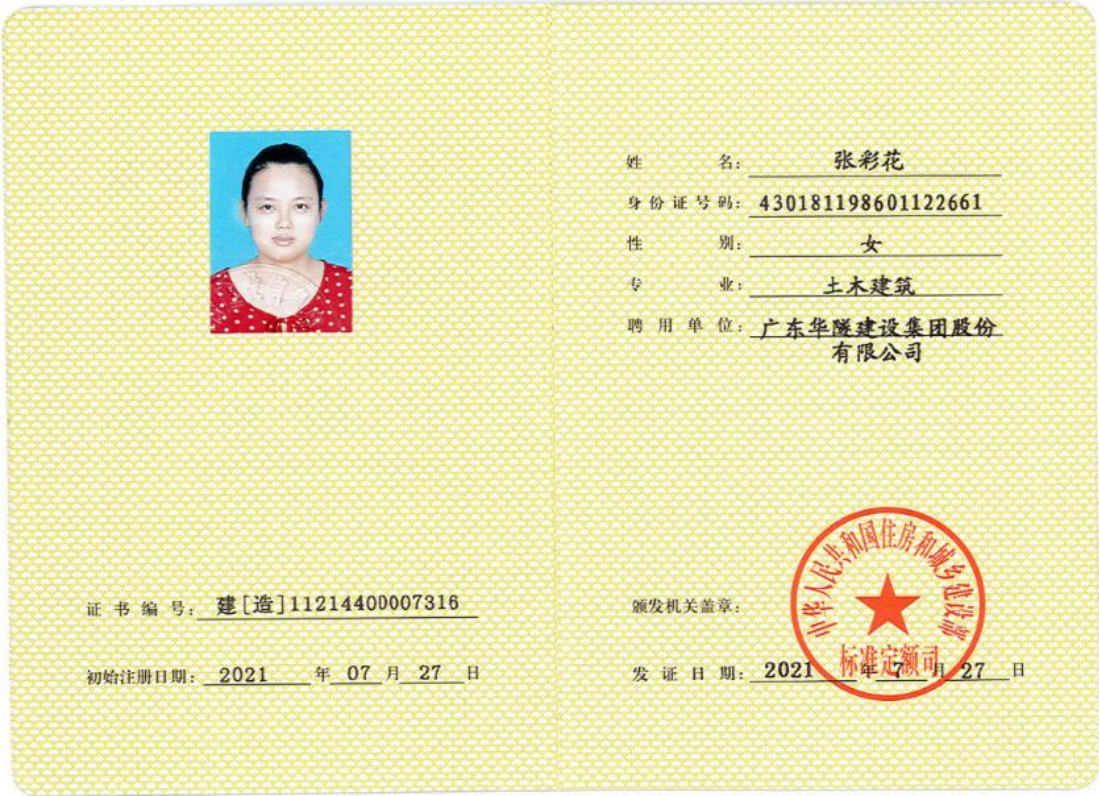 姓名：张彩花
身份证号码：430181198601122661
性别：女
专业：土木建筑
聘用单位：广东华隧建设集团股份
有限公司
证书编号：建[造]11214400007316
初始注册日期：2021年07月27日
颁发机关盖章：
中华人民共和国住房和城乡建设部
标准定额司
发证日期：2021年7月27日